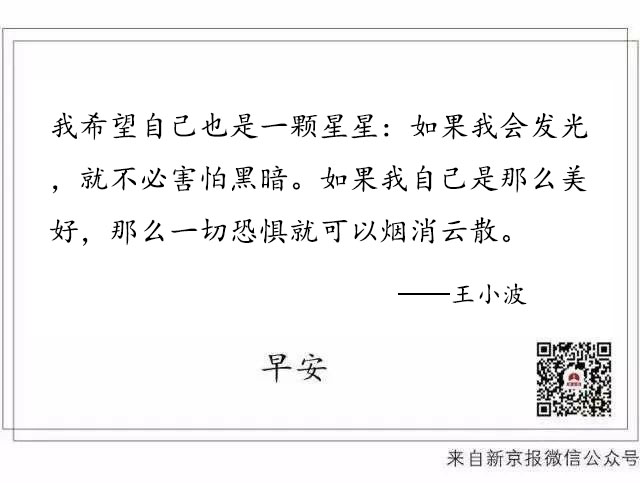 我希望自己也是一颗星星：如果我会发光
，就不必害怕黑暗。如果我自己是那么美
好，那么一切恐惧就可以烟消云散。
——王小波
早安
来自新京报微信公众号